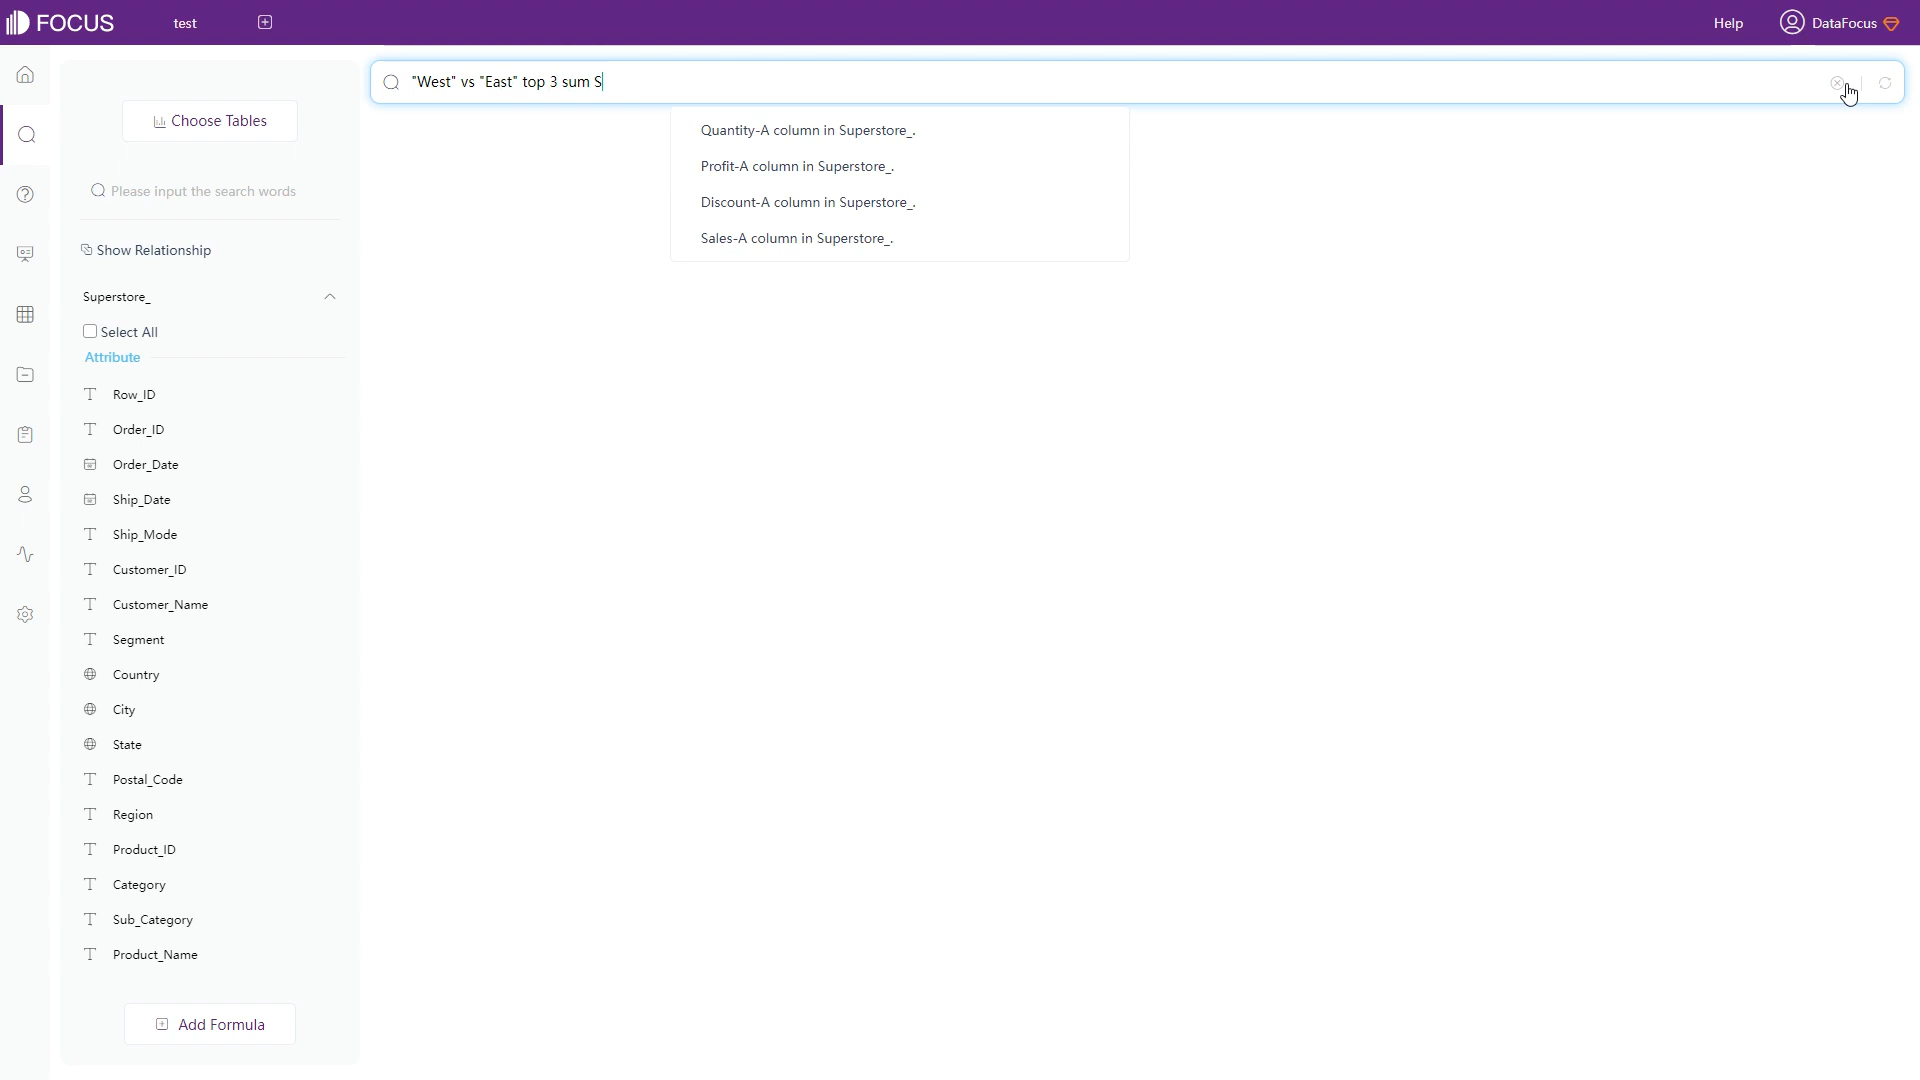 FOCUS
test
Help
DataFocus
"West" vs "East" top 3 sum S
Choose Tables
Please input the search words
Show Relationship
Superstore_
Select All
Attribute
Row_ID
Order_ID
Order_Date
Ship_Date
Ship_Mode
Customer_ID
Customer_Name
Segment
Country
City
State
Postal_Code
Region
Product_ID
Category
Sub_Category
Product_Name
Add Formula
Quantity-A column in Superstore_.
Profit-A column in Superstore_.
Discount-A column in Superstore_.
Sales-A column in Superstore_.